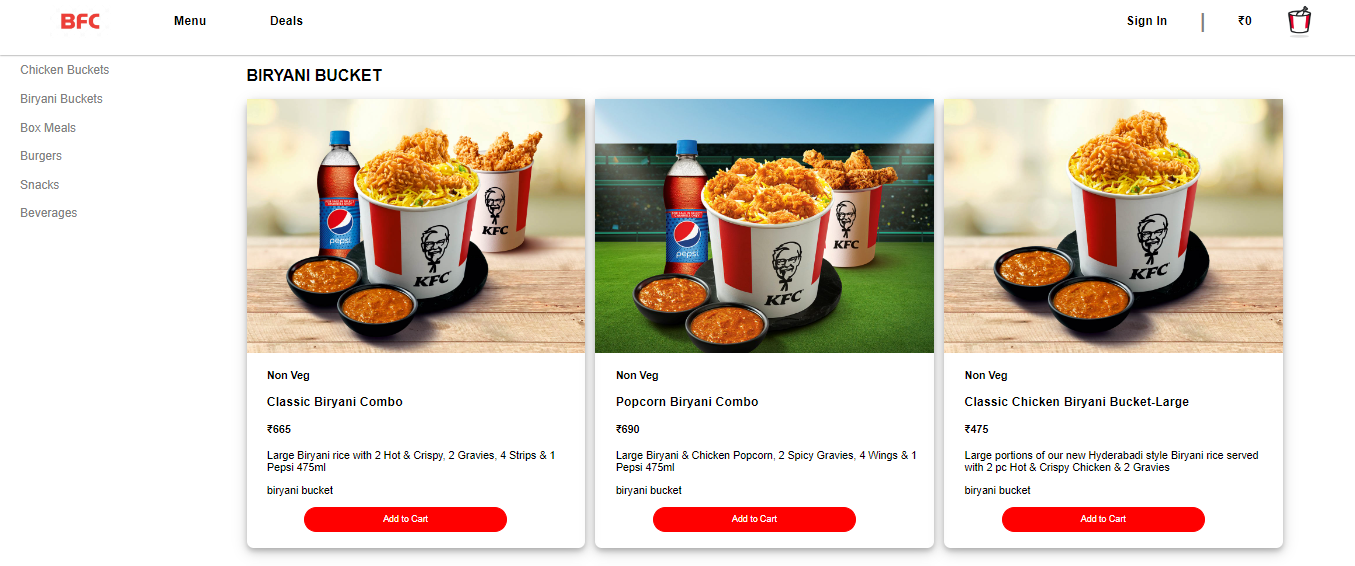 BFC
Menu
Deals
Sign In
|
₹0
Chicken Buckets
Biryani Buckets
Box Meals
Burgers
Snacks
Beverages
BIRYANI BUCKET
pepsi
KFC
KFC
pepsi
KFC
KFC
KFC
Non Veg
Classic Biryani Combo
₹665
Large Biryani rice with 2 Hot & Crispy, 2 Gravies, 4 Strips & 1
Pepsi 475ml
biryani bucket
Add to Cart
Non Veg
Popcorn Biryani Combo
₹690
Large Biryani & Chicken Popcorn, 2 Spicy Gravies, 4 Wings & 1
Pepsi 475ml
biryani bucket
Add to Cart
Non Veg
Classic Chicken Biryani Bucket-Large
₹475
Large portions of our new Hyderabadi style Biryani rice served
with 2 pc Hot & Crispy Chicken & 2 Gravies
biryani bucket
Add to Cart